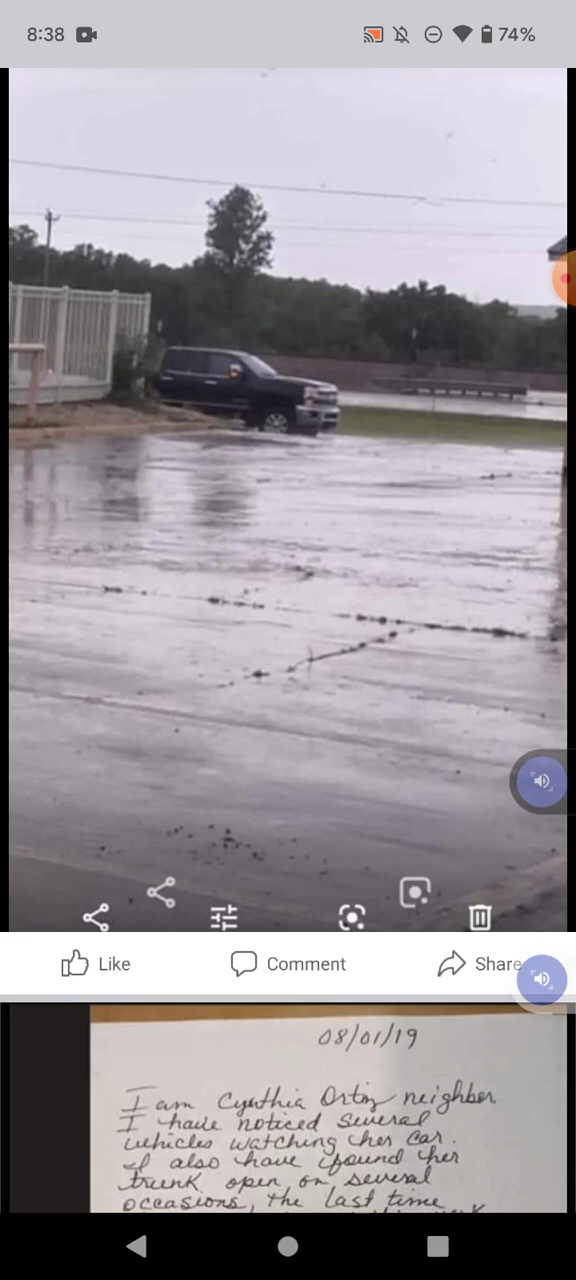 8:38
74%
Like
Comment
Share
08/01/19
I am Cynthia Ortiz neighbor.
I have noticed several
vehicles watching her car.
I also have found her
trunk open on several
occasions, the last time